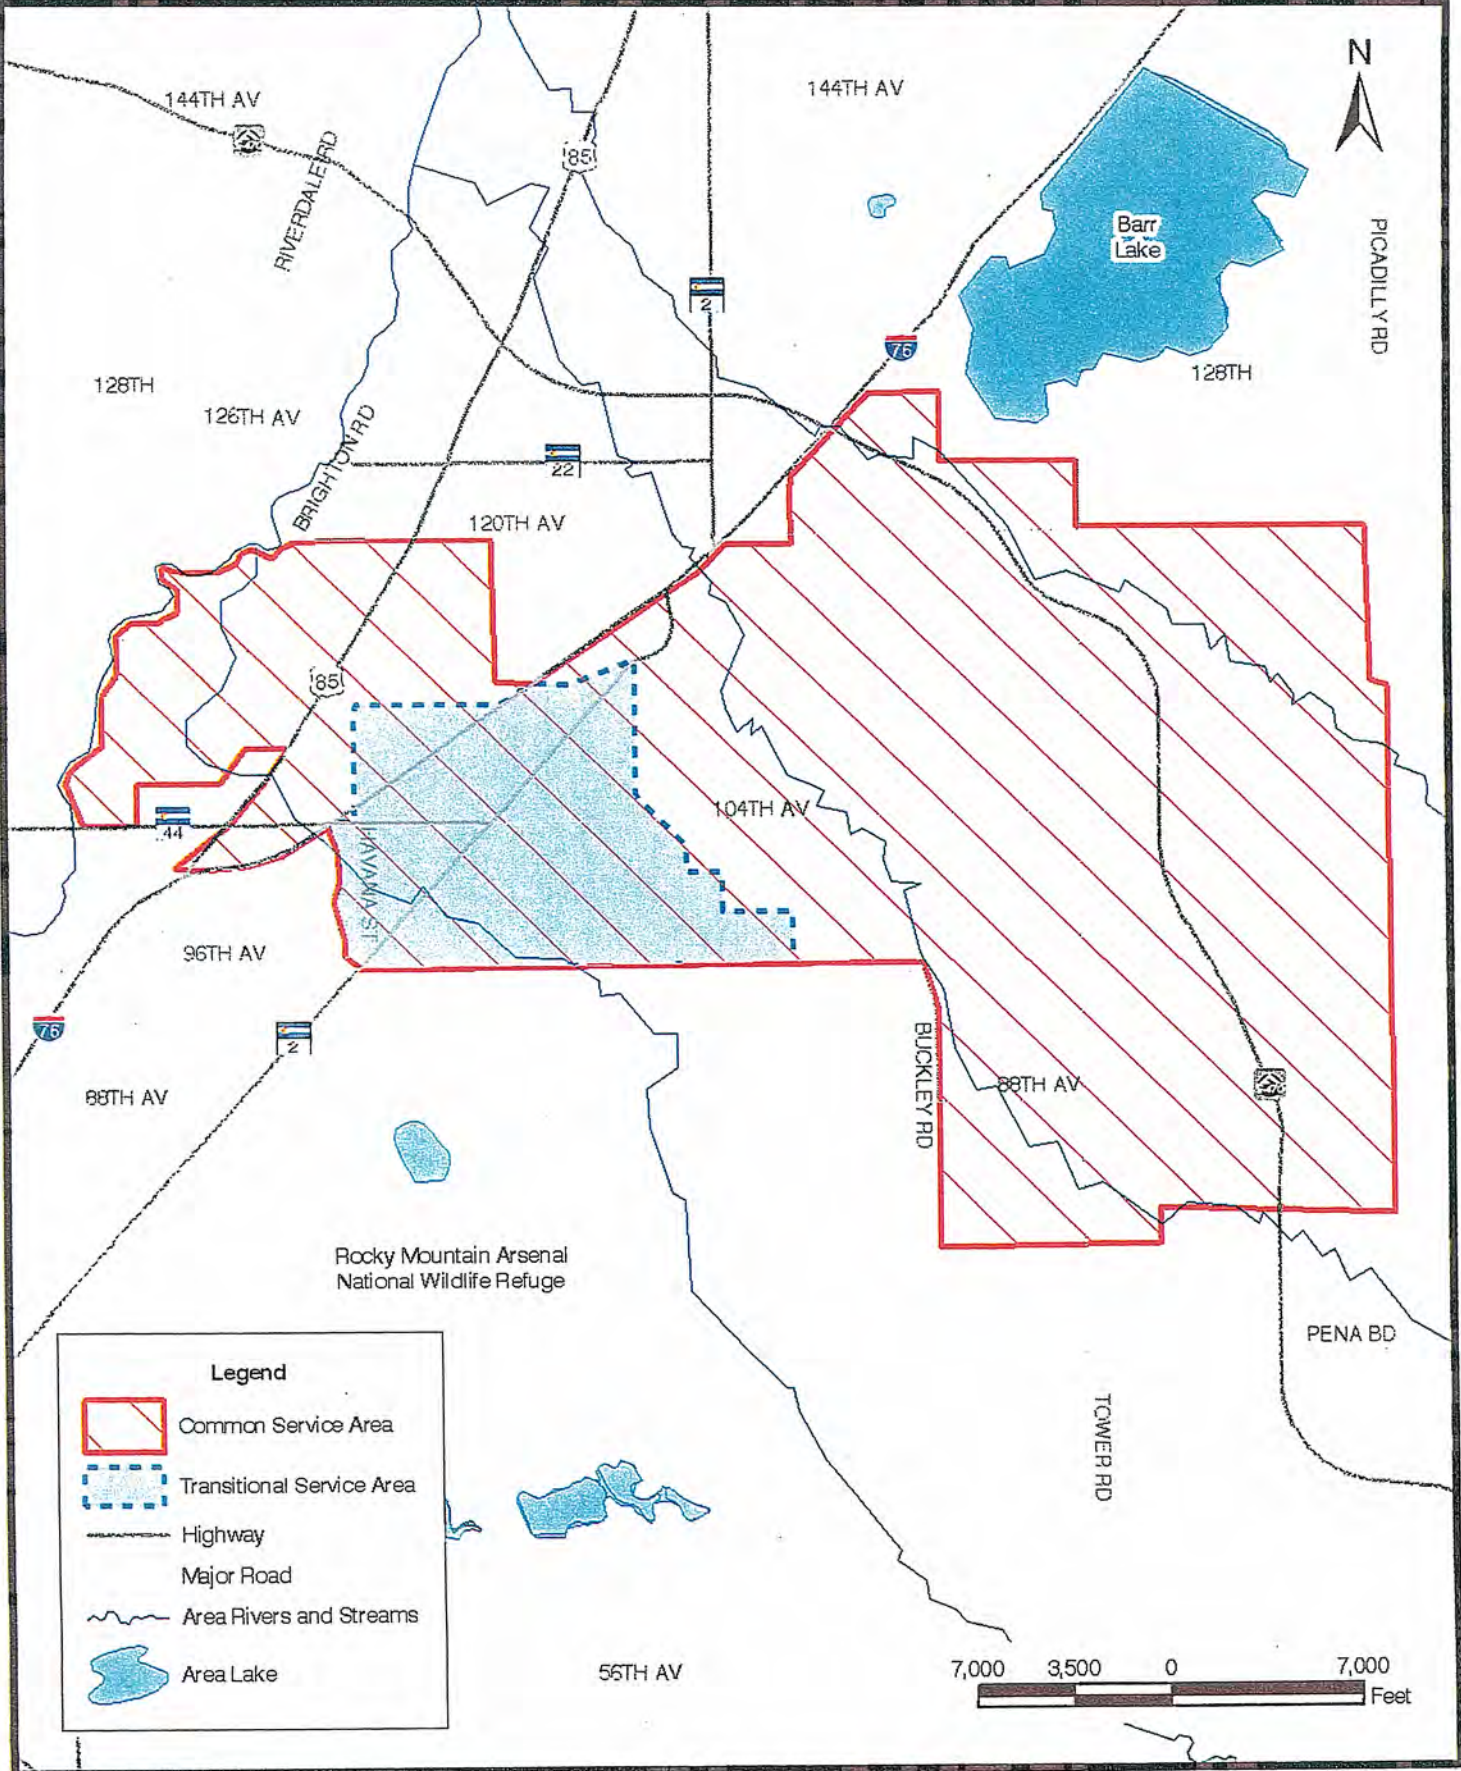 N
144TH AV
144TH AV
RIVERDALE RD
85
Barr
Lake
PICADILLY RD
2
76
128TH
128TH
126TH AV
BRIGHTON RD
22
120TH AV
85
104TH AV
44
HAVANA ST
96TH AV
76
2
BUCKLEY RD
88TH AV
88TH AV
Rocky Mountain Arsenal
National Wildlife Refuge
PENA BD
TOWER RD
Legend
Common Service Area
Transitional Service Area
Highway
Major Road
Area Rivers and Streams
Area Lake
56TH AV
7,000 3,500 0 7,000
Feet